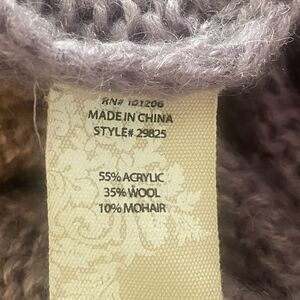 RN# 101206
MADE IN CHINA
STYLE# 29825
55% ACRYLIC
35% WOOL
10% MOHAIR